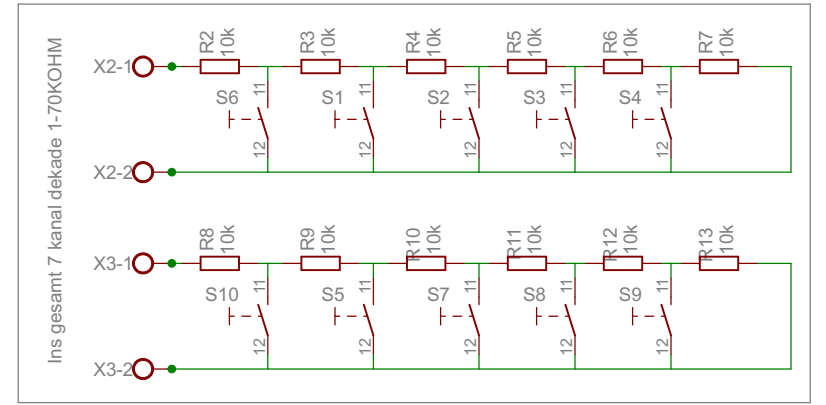 Ins gesamt 7 kanal dekade 1-70KOHM
R2 R3 R4 R5 R6 R7
10k 10k 10k 10k 10k 10k
X2-1
11 11 11 11 11
S6 S1 S2 S3 S4
12 12 12 12 12
X2-2
R8 R9 R10 R11 R12 R13
10k 10k 10k 10k 10k 10k
X3-1
11 11 11 11 11
S10 S5 S7 S8 S9
12 12 12 12 12
X3-2